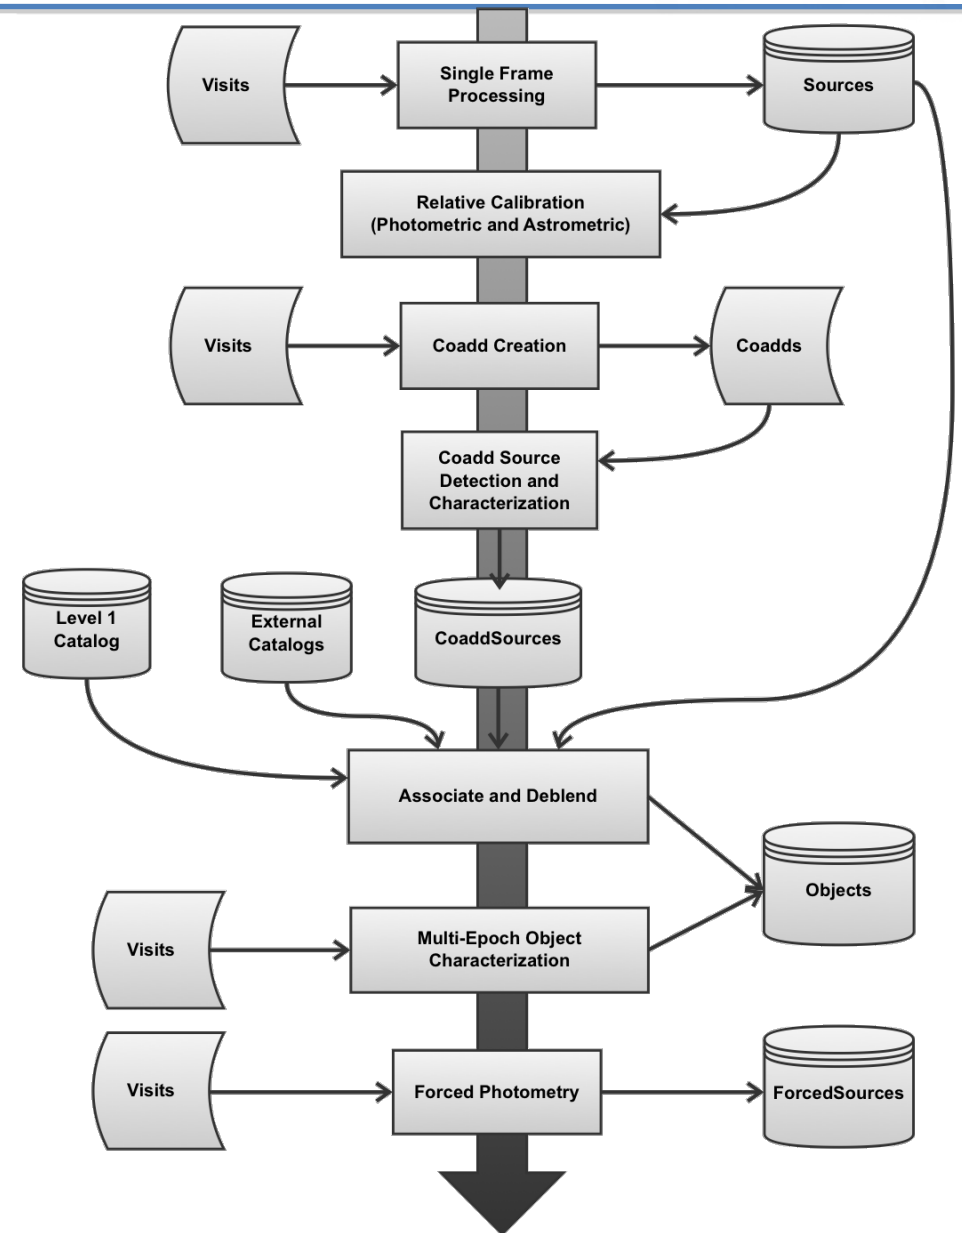 Visits
Single Frame
Processing
Sources
Relative Calibration
(Photometric and Astrometric)
Visits
Coadd Creation
Coadds
Coadd Source
Detection and
Characterization
Level 1
Catalog
External
Catalogs
CoaddSources
Associate and Deblend
Objects
Visits
Multi-Epoch Object
Characterization
Visits
Forced Photometry
ForcedSources